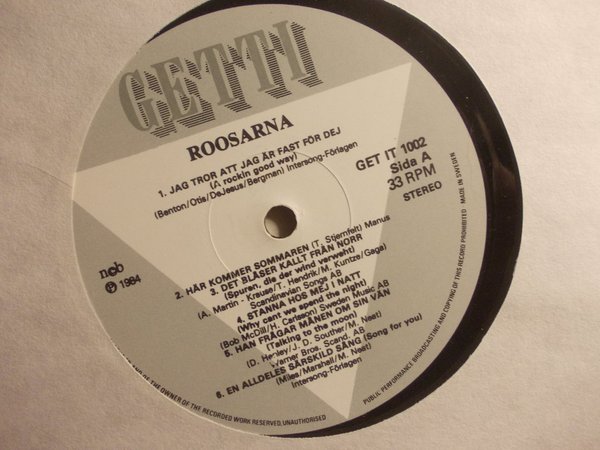 GETTI
ROOSARNA
1. JAG TROR ATT JAG ÄR FAST FÖR DEJ
(A rockin good way)
(Benton/Otis/DeJesus/Bergman) Intersong-Förlagen
GET IT 1002
Side A
33 RPM
STEREO
ncb
℗ 1984
2. HÄR KOMMER SOMMAREN (T. Stjernfelt) Manus
3. DET BLÅSER KALLT FRÅN NORR
(Spuren, die der wind verweht)
(A. Martin - Krause/T. Hendrik/M. Kuntze/Gaga)
Scandinavian Songs AB
4. STANNA HOS MEJ I NATT
(Why don't we spend the night)
(Bob McDill/H. Carlsson) Sweden Music AB
5. HAN FRÅGAR MÅNEN OM SIN VÄN
(Talking to the moon)
(D. Henley/J-D. Souther/M. Nest)
Warner Bros. Scand. AB
6. EN ALLDELES SÄRSKILD SÅNG (Song for you)
(Miles/Marshall/M. Nest)
Intersong-Förlagen
OF THE OWNER OF THE RECORDED WORK RESERVED, UNAUTHORISED
PUBLIC PERFORMANCE BROADCASTING AND COPYING OF THIS RECORD PROHIBITED MADE IN SWEDEN